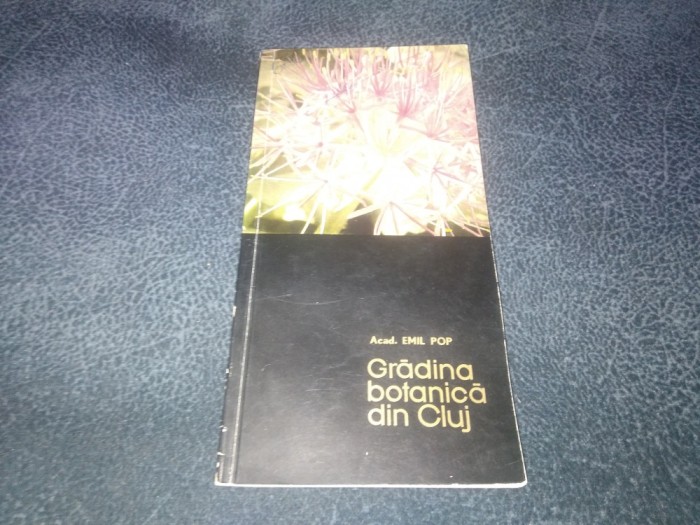 Acad. EMIL POP
Grădina
botanică
din Cluj